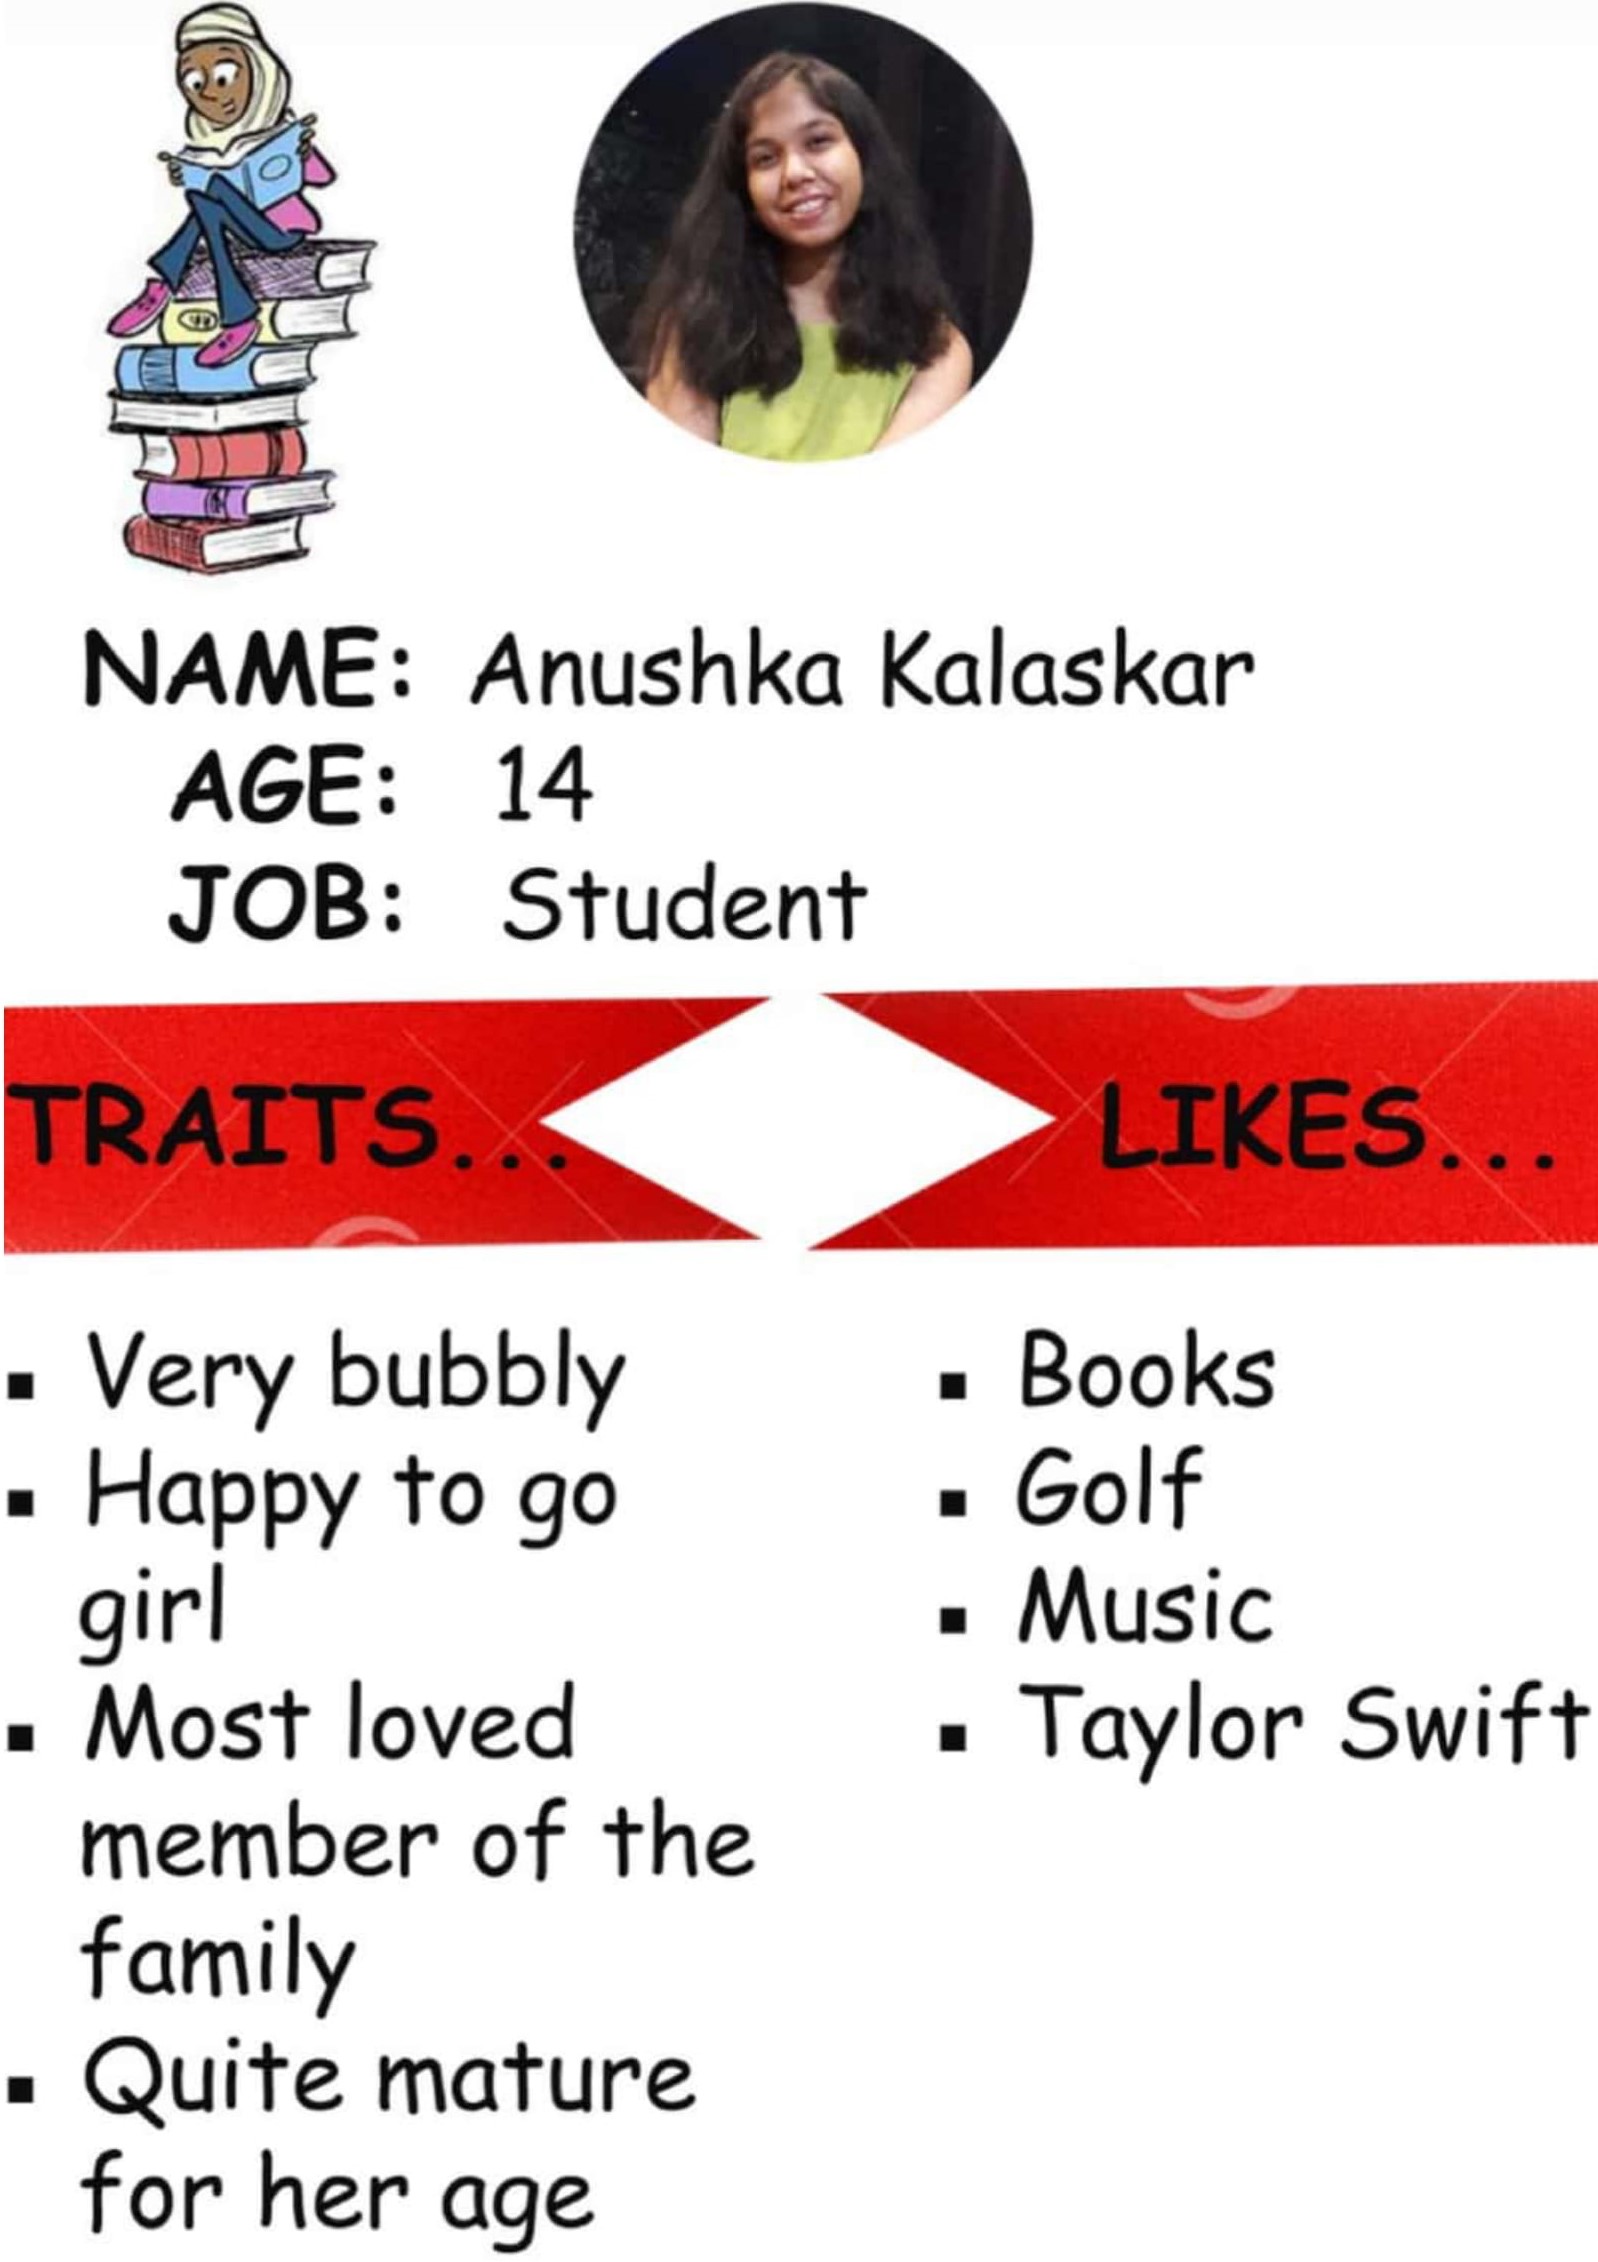 NAME: Anushka Kalaskar
AGE: 14
JOB: Student
TRAITS...
LIKES...
▪ Very bubbly
▪ Happy to go
girl
▪ Most loved
member of the
family
▪ Quite mature
for her age
▪ Books
▪ Golf
▪ Music
▪ Taylor Swift